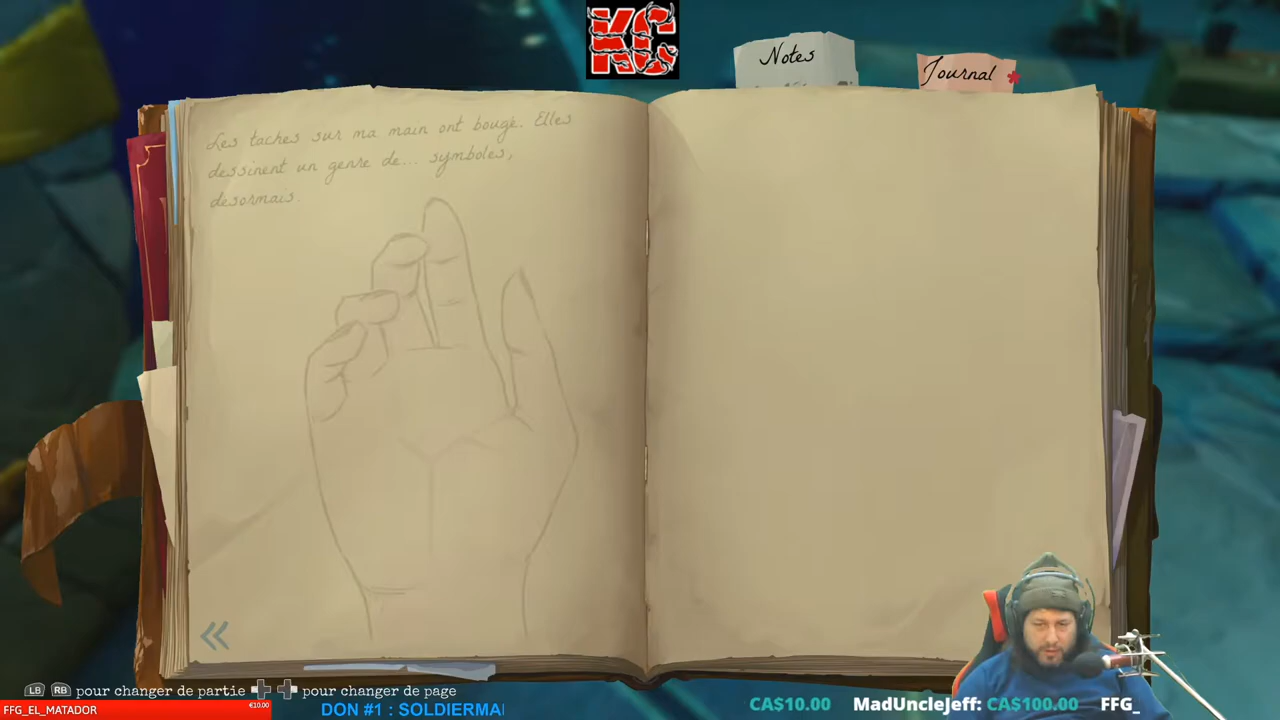 KC
Notes
Journal *
Les taches sur ma main ont bougé. Elles
dessinent un genre de... symboles,
désormais.
LB RB pour changer de partie pour changer de page
FFG_EL_MATADOR €10.00
DON #1 : SOLDIERMA
CA$10.00 MadUncleJeff: CA$100.00 FFG_